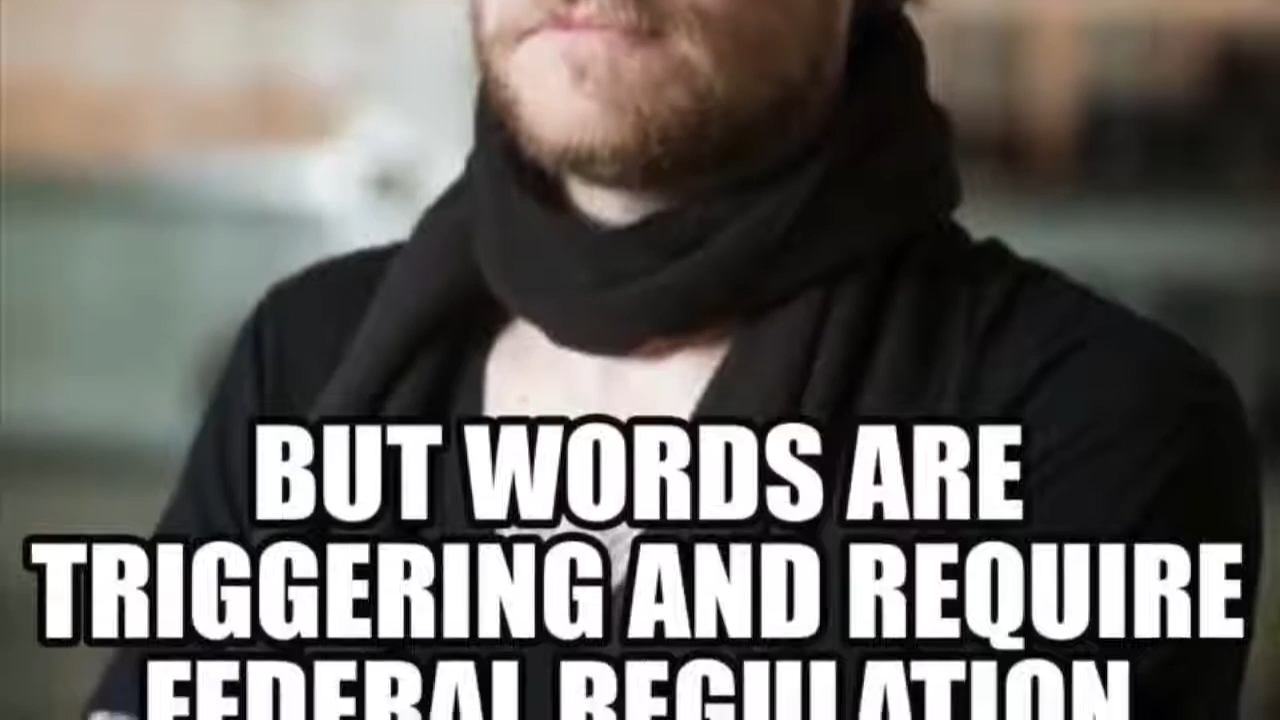 BUT WORDS ARE
TRIGGERING AND REQUIRE
FEDERAL REGULATION